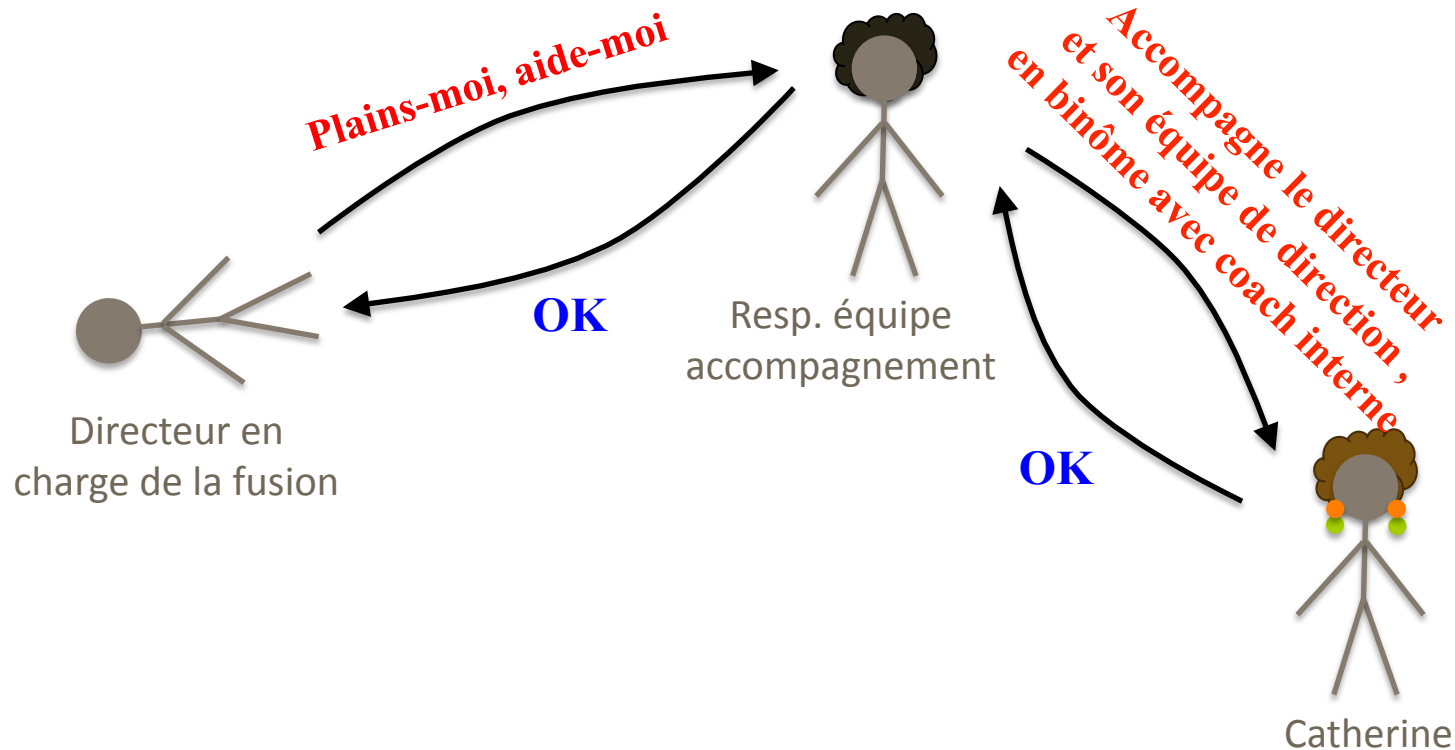 Plains-moi, aide-moi
Accompagne le directeur
et son équipe de direction ,
en binôme avec coach interne
OK
Resp. équipe
accompagnement
Directeur en
charge de la fusion
OK
Catherine